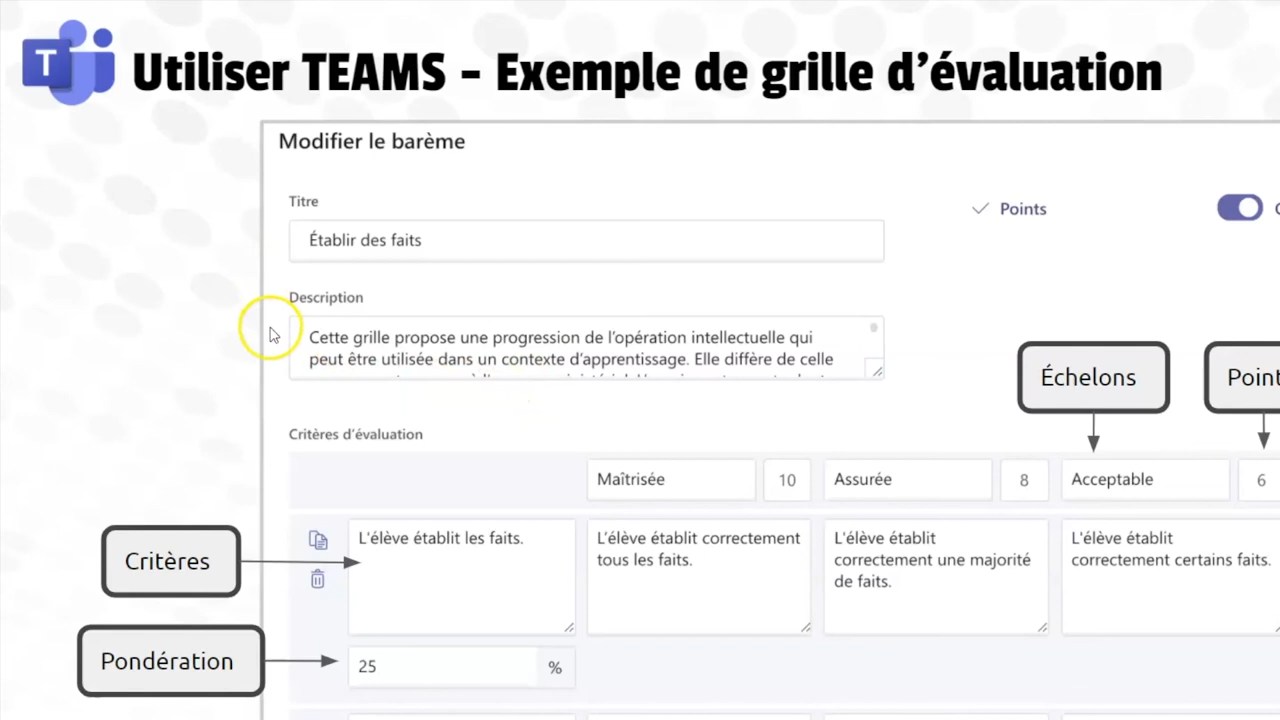 T
Utiliser TEAMS - Exemple de grille d'évaluation
Modifier le barème
Titre
Points
Établir des faits
Description
Cette grille propose une progression de l'opération intellectuelle qui
peut être utilisée dans un contexte d'apprentissage. Elle diffère de celle
Échelons
Point
Critères d'évaluation
Maîtrisée 10 Assurée 8 Acceptable 6
Critères
L'élève établit les faits.
L'élève établit correctement
tous les faits.
L'élève établit
correctement une majorité
de faits.
L'élève établit
correctement certains faits.
Pondération
25 %